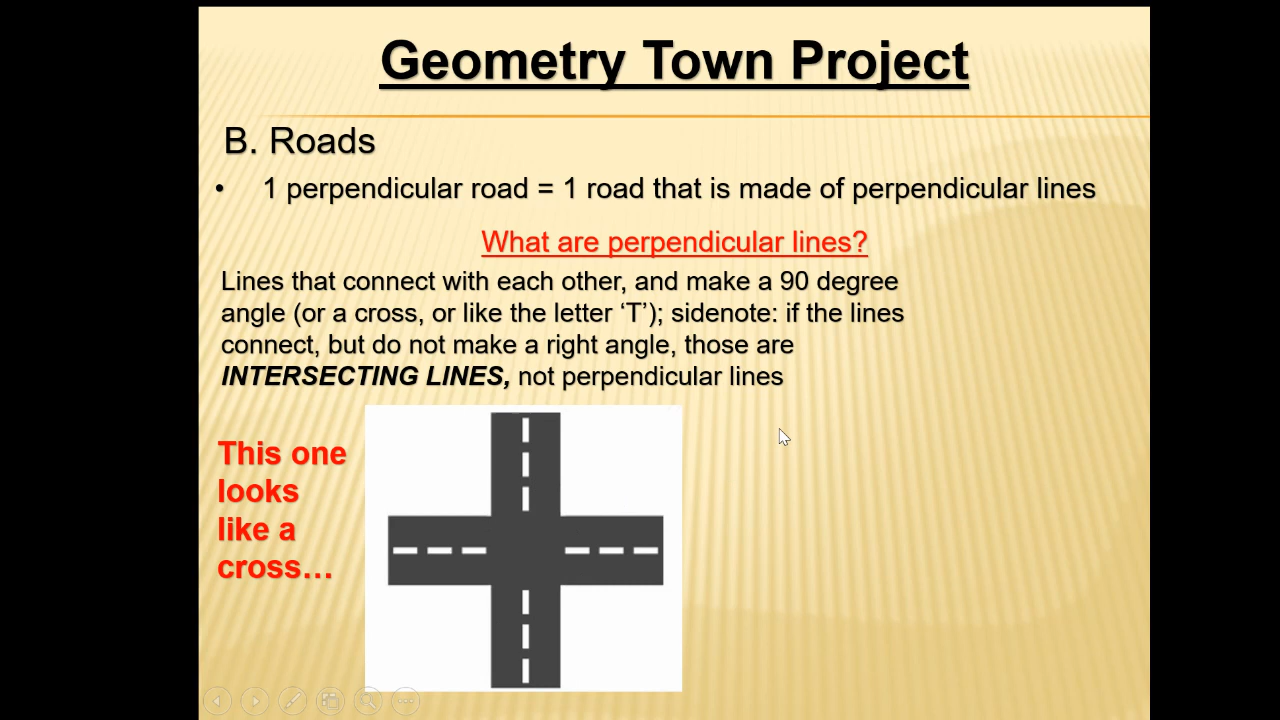 Geometry Town Project
B. Roads
• 1 perpendicular road = 1 road that is made of perpendicular lines
What are perpendicular lines?
Lines that connect with each other, and make a 90 degree
angle (or a cross, or like the letter ‘T’); sidenote: if the lines
connect, but do not make a right angle, those are
INTERSECTING LINES, not perpendicular lines
This one
looks
like a
cross…